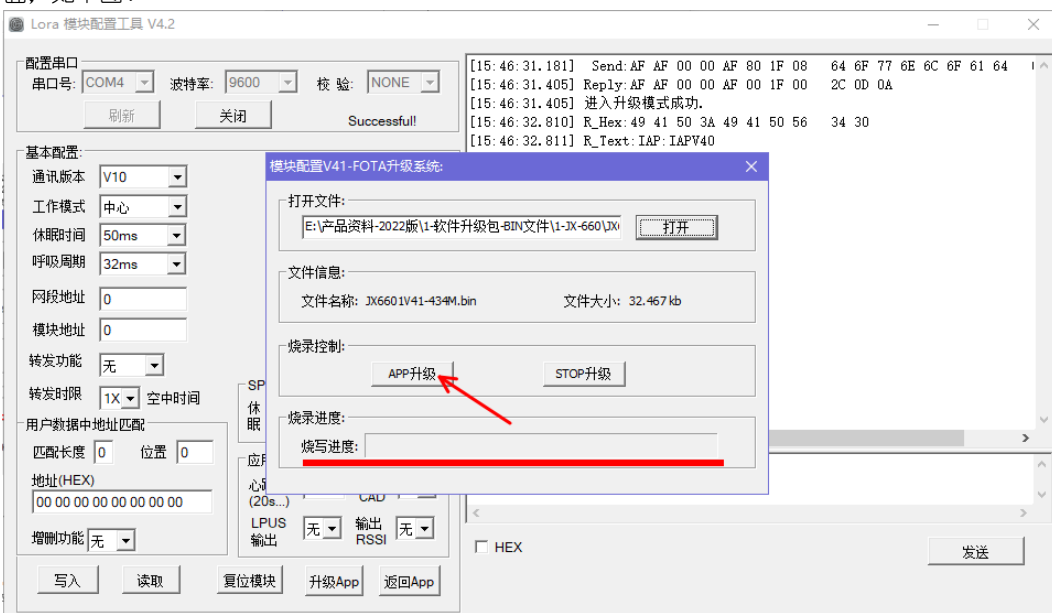 面，如下图：
Lora 模块配置工具 V4.2
配置串口
串口号: COM4 波特率: 9600 校 验: NONE
刷新 关闭 Successful!
[15:46:31.181] Send:AF AF 00 00 AF 80 1F 08 64 6F 77 6E 6C 6F 61 64
[15:46:31.405] Reply:AF AF 00 00 AF 00 1F 00 2C 0D 0A
[15:46:31.405] 进入升级模式成功.
[15:46:32.810] R_Hex:49 41 50 3A 49 41 50 56 34 30
[15:46:32.811] R_Text:IAP:IAPV40
基本配置:
通讯版本 V10
工作模式 中心
休眠时间 50ms
呼吸周期 32ms
网段地址 0
模块地址 0
转发功能 无
转发时限 1X 空中时间
用户数据中地址匹配
匹配长度 0 位置 0
地址(HEX)
00 00 00 00 00 00 00 00
增删功能 无
SP
休
眠
应用
心跳
(20s...) CAD
LPUS
输出 无 输出
RSSI 无
写入 读取 复位模块 升级App 返回App
模块配置V41-FOTA升级系统:
打开文件:
E:\产品资料-2022版\1-软件升级包-BIN文件\1-JX-660\JX 打开
文件信息:
文件名称: JX6601V41-434M.bin 文件大小: 32.467kb
烧录控制:
APP升级 STOP升级
烧录进度:
烧写进度:
HEX 发送